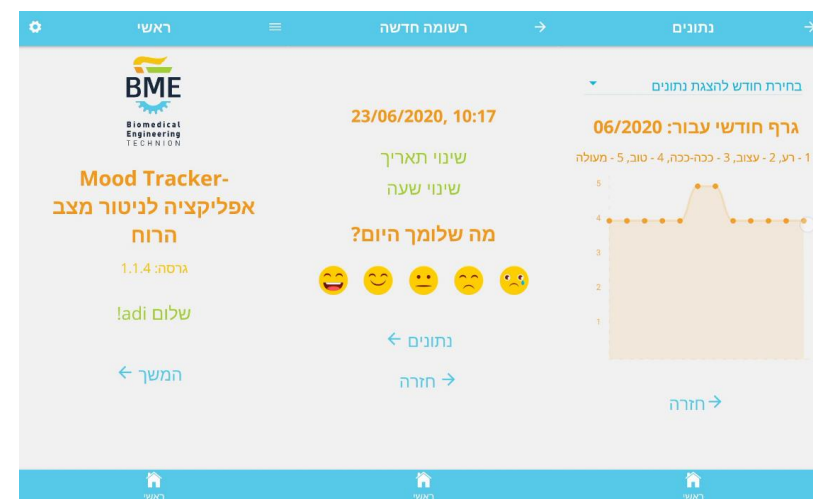 ראשי
BME
Biomedical
Engineering
TECHNION
Mood Tracker-
אפליקציה לניטור מצב
הרוח
גרסה: 1.1.4
שלום adi!
המשך
ראשי
רשומה חדשה
23/06/2020, 10:17
שינוי תאריך
שינוי שעה
מה שלומך היום?
נתונים
חזרה
ראשי
נתונים
בחירת חודש להצגת נתונים
גרף חודשי עבור: 06/2020
1 - רע, 2 - עצוב, 3 - ככה-ככה, 4 - טוב, 5 - מעולה
5
4
3
2
1
חזרה
ראשי